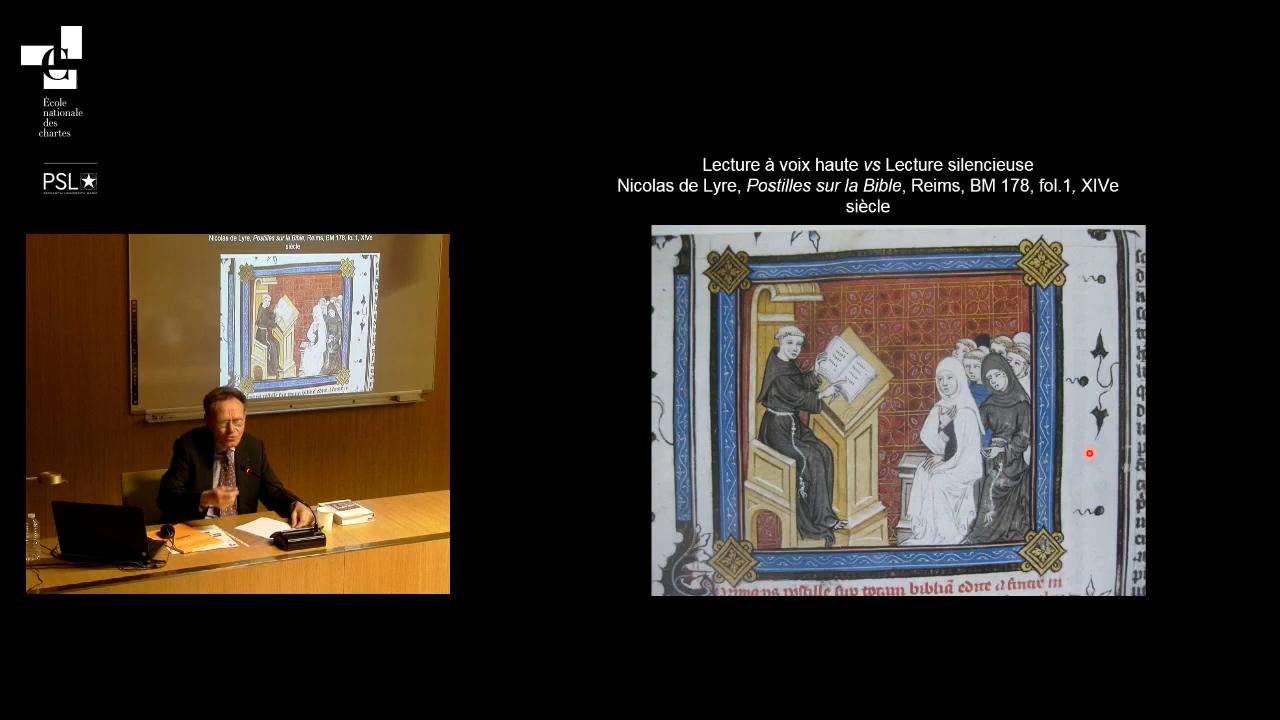 École
nationale
des
chartes
PSL
Lecture à voix haute vs Lecture silencieuse
Nicolas de Lyre, Postilles sur la Bible, Reims, BM 178, fol.1, XIVe
siècle
Nicolas de Lyre, Postilles sur la Bible, Reims, BM 178, fol.1, XIVe
siècle